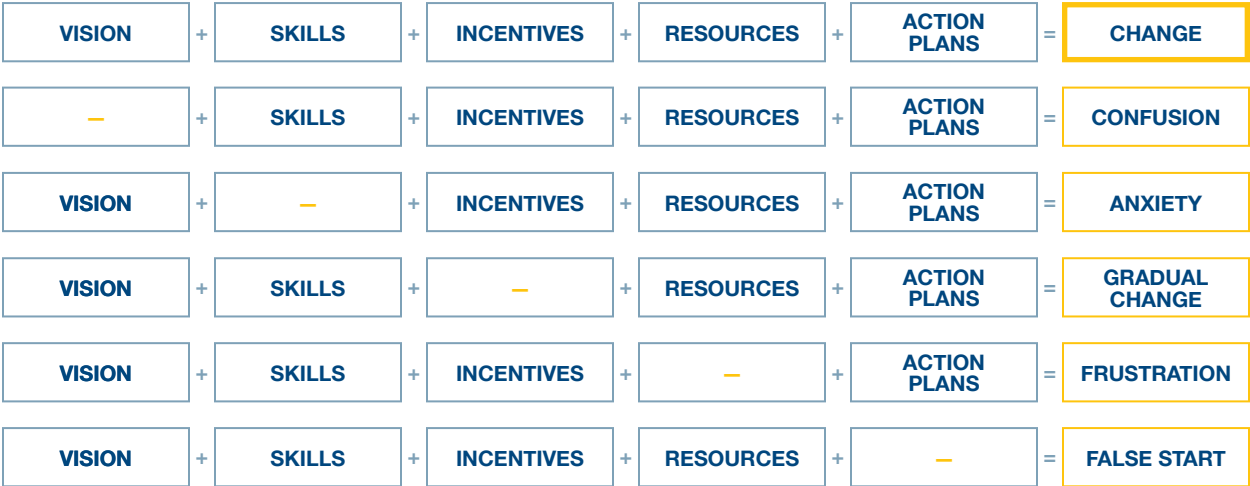 VISION + SKILLS + INCENTIVES + RESOURCES + ACTION PLANS = CHANGE
– + SKILLS + INCENTIVES + RESOURCES + ACTION PLANS = CONFUSION
VISION + – + INCENTIVES + RESOURCES + ACTION PLANS = ANXIETY
VISION + SKILLS + – + RESOURCES + ACTION PLANS = GRADUAL CHANGE
VISION + SKILLS + INCENTIVES + – + ACTION PLANS = FRUSTRATION
VISION + SKILLS + INCENTIVES + RESOURCES + – = FALSE START